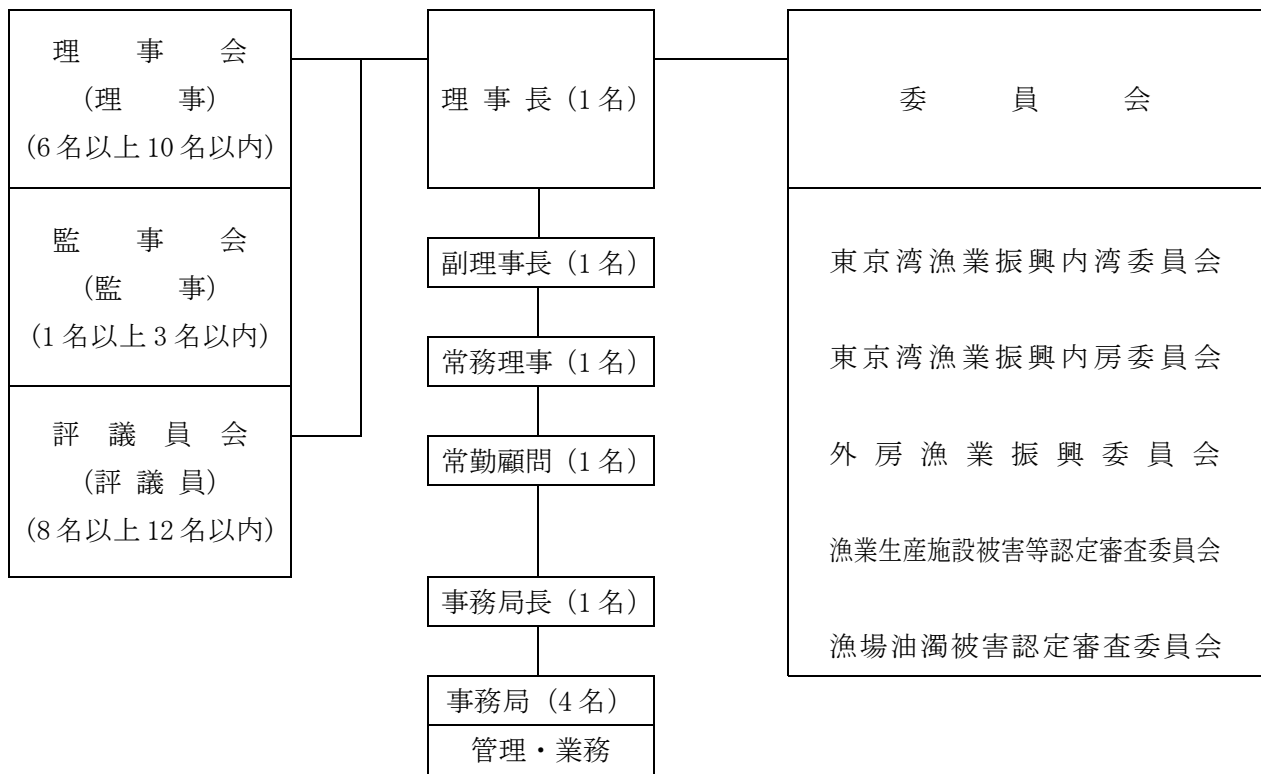 理事会
(理事)
(6名以上10名以内)
監事会
(監事)
(1名以上3名以内)
評議員会
(評議員)
(8名以上12名以内)
理事長(1名)
副理事長(1名)
常務理事(1名)
常勤顧問(1名)
事務局長(1名)
事務局(4名)
管理・業務
委員会
東京湾漁業振興内湾委員会
東京湾漁業振興内房委員会
外房漁業振興委員会
漁業生産施設被害等認定審査委員会
漁場油濁被害認定審査委員会